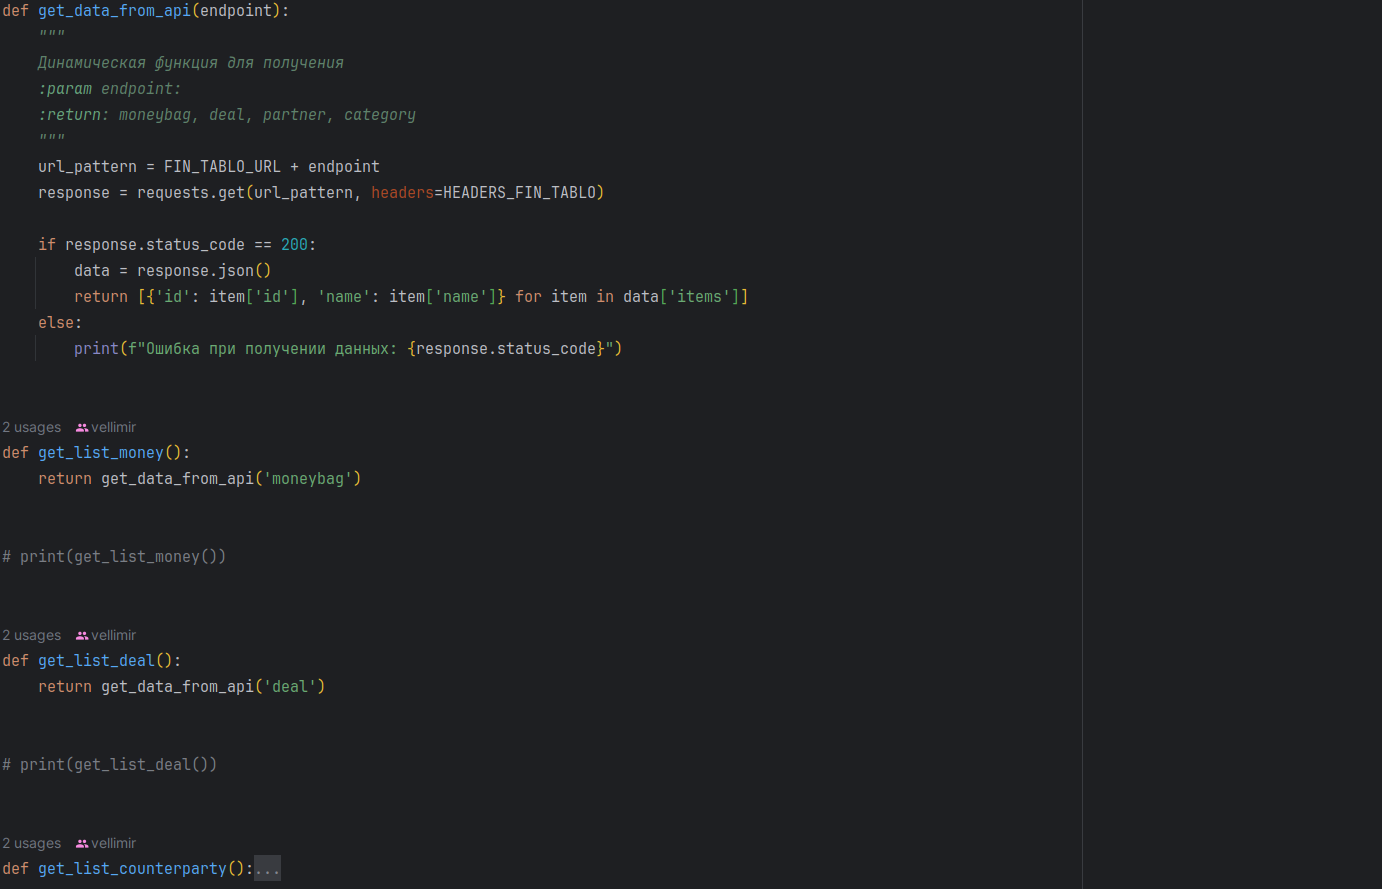 def get_data_from_api(endpoint):
    """
    Динамическая функция для получения
    :param endpoint:
    :return: moneybag, deal, partner, category
    """
    url_pattern = FIN_TABLO_URL + endpoint
    response = requests.get(url_pattern, headers=HEADERS_FIN_TABLO)
    if response.status_code == 200:
        data = response.json()
        return [{'id': item['id'], 'name': item['name']} for item in data['items']]
    else:
        print(f"Ошибка при получении данных: {response.status_code}")
2 usages vellimir
def get_list_money():
    return get_data_from_api('moneybag')
# print(get_list_money())
2 usages vellimir
def get_list_deal():
    return get_data_from_api('deal')
# print(get_list_deal())
2 usages vellimir
def get_list_counterparty():...